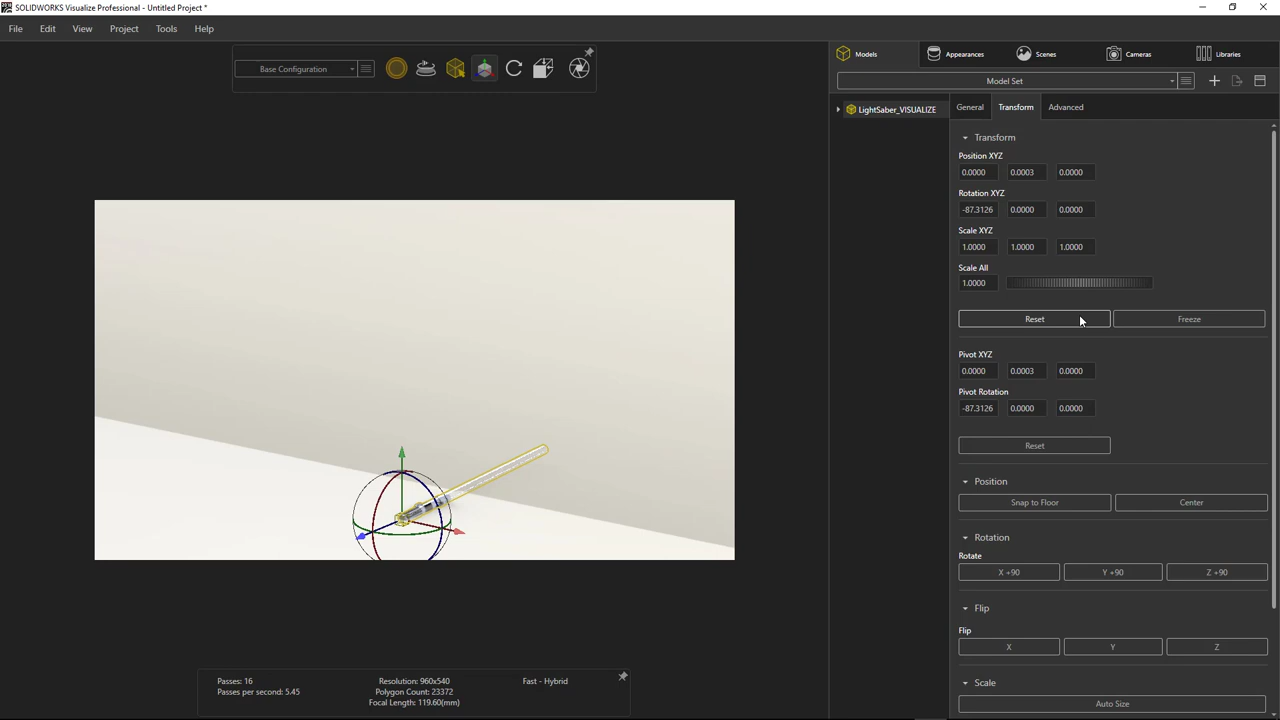 SOLIDWORKS Visualize Professional - Untitled Project *
File Edit View Project Tools Help
Base Configuration
Models Appearances Scenes Cameras Libraries
Model Set
LightSaber_VISUALIZE
General Transform Advanced
Transform
Position XYZ
0.0000 0.0003 0.0000
Rotation XYZ
-87.3126 0.0000 0.0000
Scale XYZ
1.0000 1.0000 1.0000
Scale All
1.0000
Reset Freeze
Pivot XYZ
0.0000 0.0003 0.0000
Pivot Rotation
-87.3126 0.0000 0.0000
Reset
Position
Snap to Floor Center
Rotation
Rotate
X +90 Y +90 Z +90
Flip
Flip
X Y Z
Scale
Auto Size
Passes: 16 Resolution: 960x540 Fast - Hybrid
Passes per second: 5.45 Polygon Count: 23372
Focal Length: 119.60(mm)